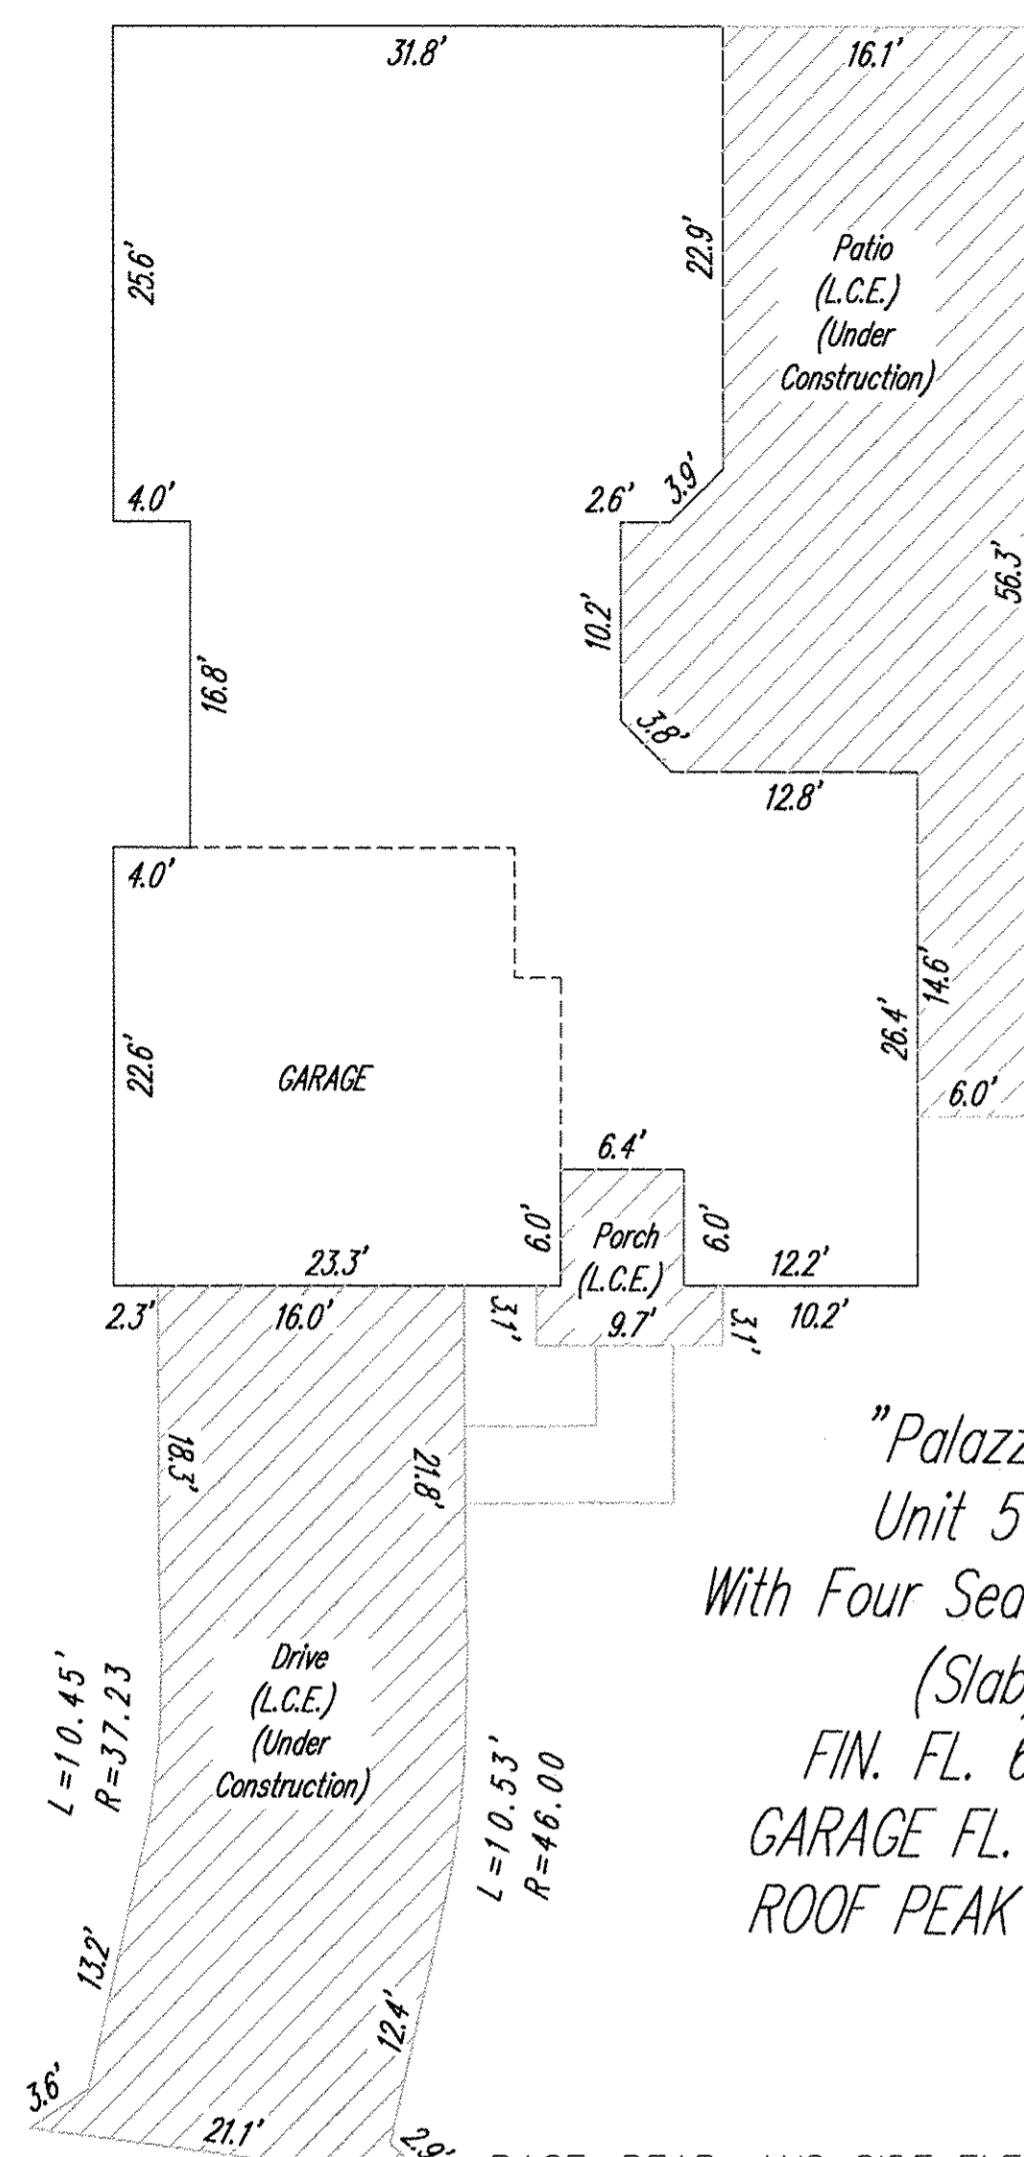 31.8'
16.1'
25.6'
22.9'
Patio
(L.C.E.)
(Under
Construction)
4.0'
2.6'
3.9'
56.3'
10.2'
16.8'
3.8'
12.8'
4.0'
14.6'
26.4'
22.6'
GARAGE
6.0'
6.4'
6.0'
Porch
(L.C.E.)
6.0'
23.3'
12.2'
2.3'
16.0'
3.1'
9.7'
3.1'
10.2'
18.3'
21.8'
"Palazz
Unit 5
With Four Sea
(Slab)
FIN. FL. 6
GARAGE FL.
ROOF PEAK
Drive
(L.C.E.)
(Under
Construction)
L=10.45'
R=37.23
L=10.53'
R=46.00
13.2'
12.4'
3.6'
21.1'
2.9'